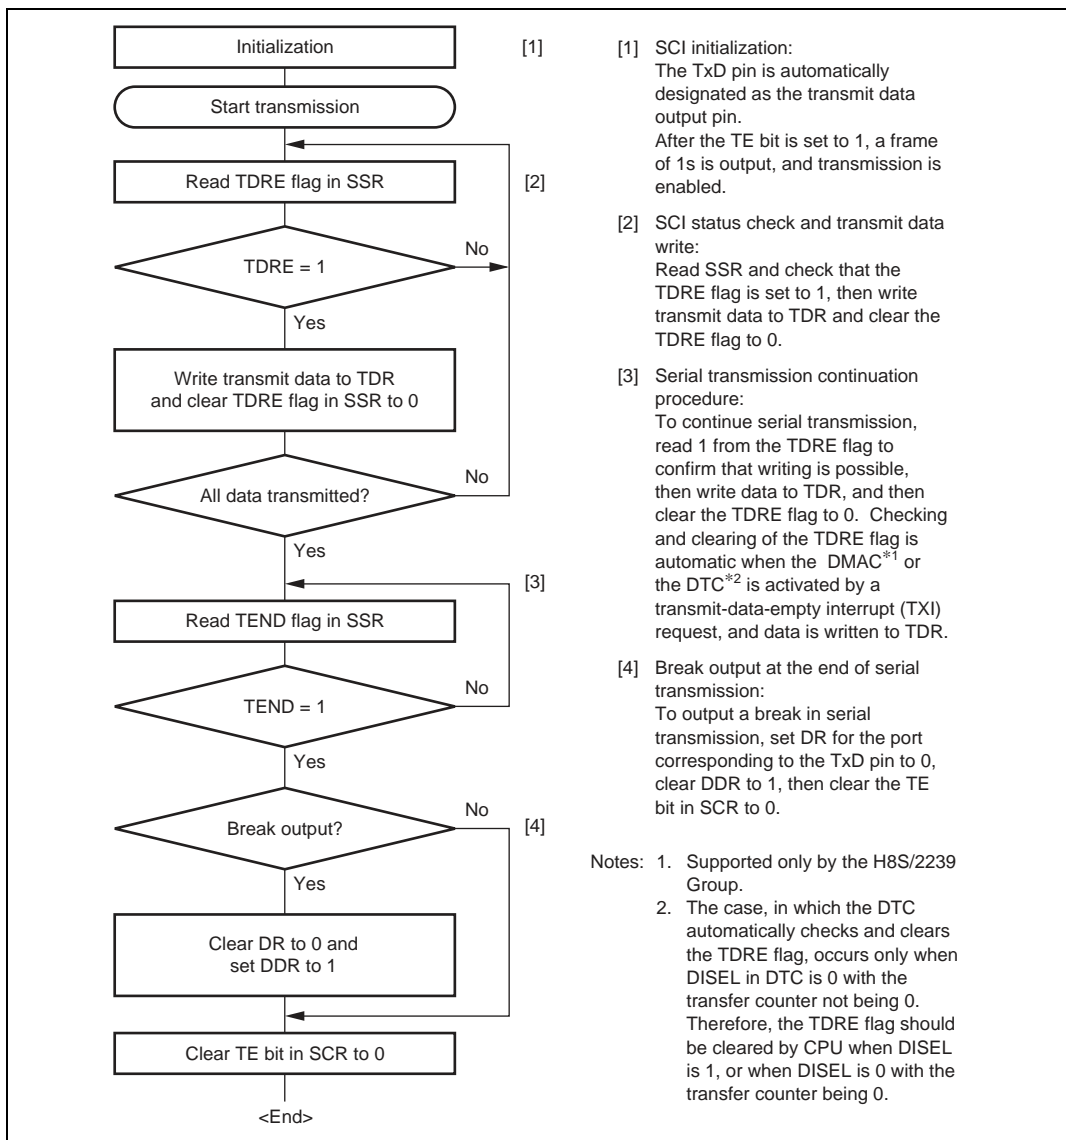 Initialization
[1]
Start transmission
Read TDRE flag in SSR
[2]
TDRE = 1
No
Yes
Write transmit data to TDR
and clear TDRE flag in SSR to 0
All data transmitted?
No
Yes
[3]
Read TEND flag in SSR
TEND = 1
No
Yes
Break output?
No
[4]
Yes
Clear DR to 0 and
set DDR to 1
Clear TE bit in SCR to 0
<End>
[1] SCI initialization:
The TxD pin is automatically
designated as the transmit data
output pin.
After the TE bit is set to 1, a frame
of 1s is output, and transmission is
enabled.
[2] SCI status check and transmit data
write:
Read SSR and check that the
TDRE flag is set to 1, then write
transmit data to TDR and clear the
TDRE flag to 0.
[3] Serial transmission continuation
procedure:
To continue serial transmission,
read 1 from the TDRE flag to
confirm that writing is possible,
then write data to TDR, and then
clear the TDRE flag to 0. Checking
and clearing of the TDRE flag is
automatic when the DMAC*1 or
the DTC*2 is activated by a
transmit-data-empty interrupt (TXI)
request, and data is written to TDR.
[4] Break output at the end of serial
transmission:
To output a break in serial
transmission, set DR for the port
corresponding to the TxD pin to 0,
clear DDR to 1, then clear the TE
bit in SCR to 0.
Notes: 1. Supported only by the H8S/2239
Group.
2. The case, in which the DTC
automatically checks and clears
the TDRE flag, occurs only when
DISEL in DTC is 0 with the
transfer counter not being 0.
Therefore, the TDRE flag should
be cleared by CPU when DISEL
is 1, or when DISEL is 0 with the
transfer counter being 0.